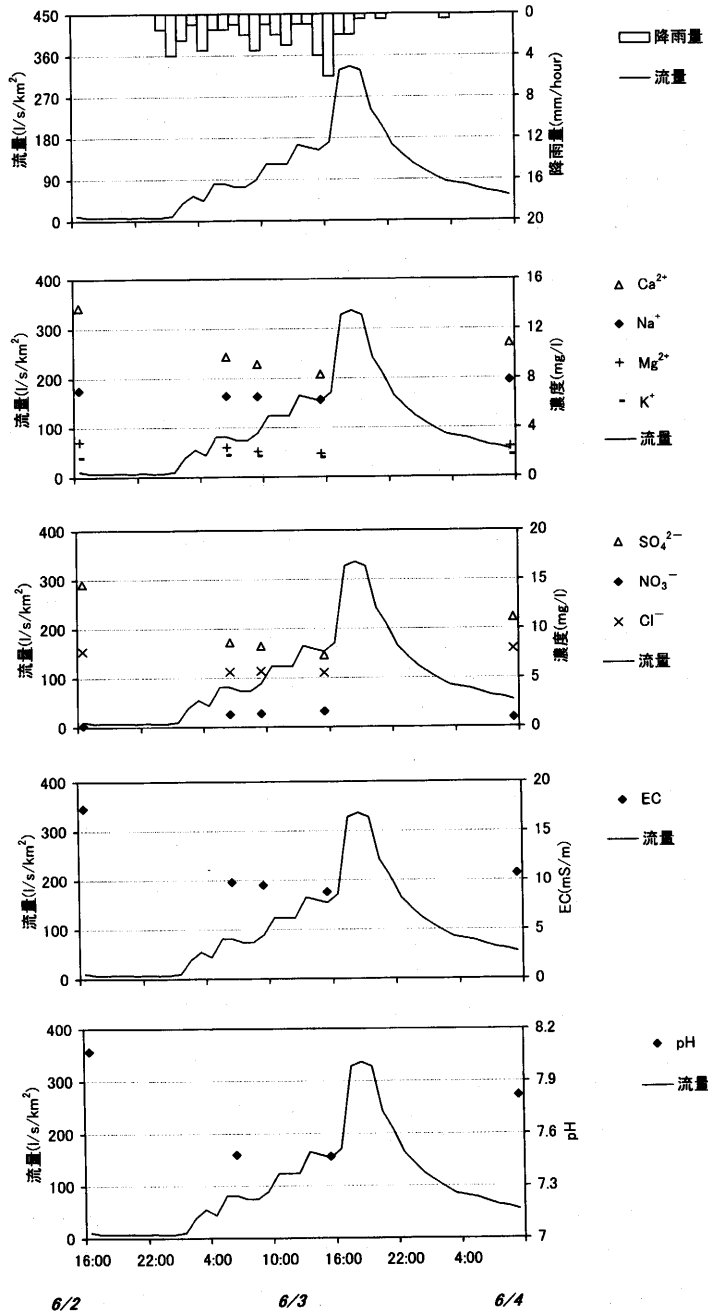 450
360
270
180
90
0
流量(l/s/km²)
0
4
8
12
16
20
降雨量(mm/hour)
降雨量
流量
400
300
200
100
0
流量(l/s/km²)
16
12
8
4
0
濃度(mg/l)
Ca²⁺
Na⁺
Mg²⁺
K⁺
流量
400
300
200
100
0
流量(l/s/km²)
20
15
10
5
0
濃度(mg/l)
SO₄²⁻
NO₃⁻
Cl⁻
流量
400
300
200
100
0
流量(l/s/km²)
20
15
10
5
0
EC(mS/m)
EC
流量
400
300
200
100
0
流量(l/s/km²)
8.2
7.9
7.6
7.3
7
pH
pH
流量
16:00 22:00 4:00 10:00 16:00 22:00 4:00
6/2 6/3 6/4